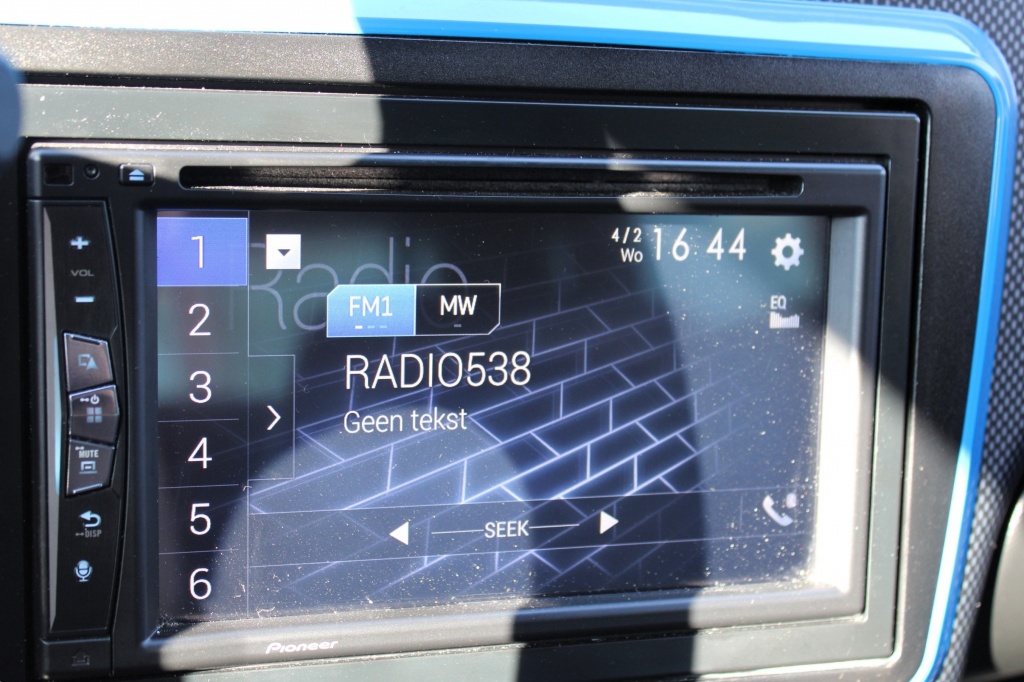 1
2
3
4
5
6
Radio
4/2
Wo
16 44
FM1
MW
EQ
RADIO538
Geen tekst
SEEK
VOL
MUTE
DISP
Pioneer